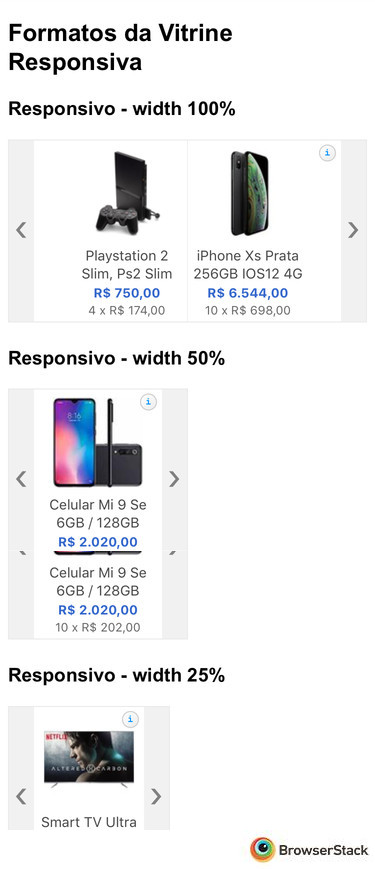 Formatos da Vitrine
Responsiva
Responsivo - width 100%
i
Playstation 2
Slim, Ps2 Slim
R$ 750,00
4 x R$ 174,00
iPhone Xs Prata
256GB IOS12 4G
R$ 6.544,00
10 x R$ 698,00
Responsivo - width 50%
i
8:16
Celular Mi 9 Se
6GB / 128GB
R$ 2.020,00
Celular Mi 9 Se
6GB / 128GB
R$ 2.020,00
10 x R$ 202,00
Responsivo - width 25%
i
NETFLIX
ALTERED CARBON
Smart TV Ultra
BrowserStack